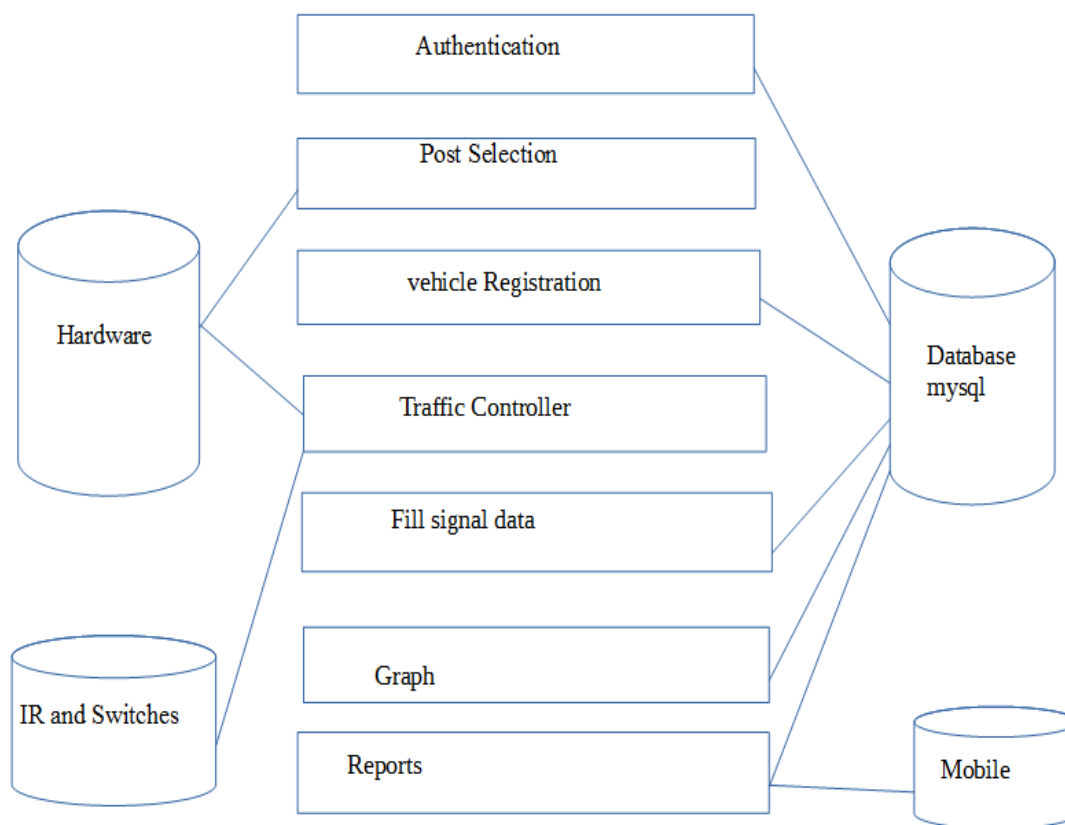 Authentication
Post Selection
vehicle Registration
Hardware
Database
mysql
Traffic Controller
Fill signal data
Graph
IR and Switches
Reports
Mobile